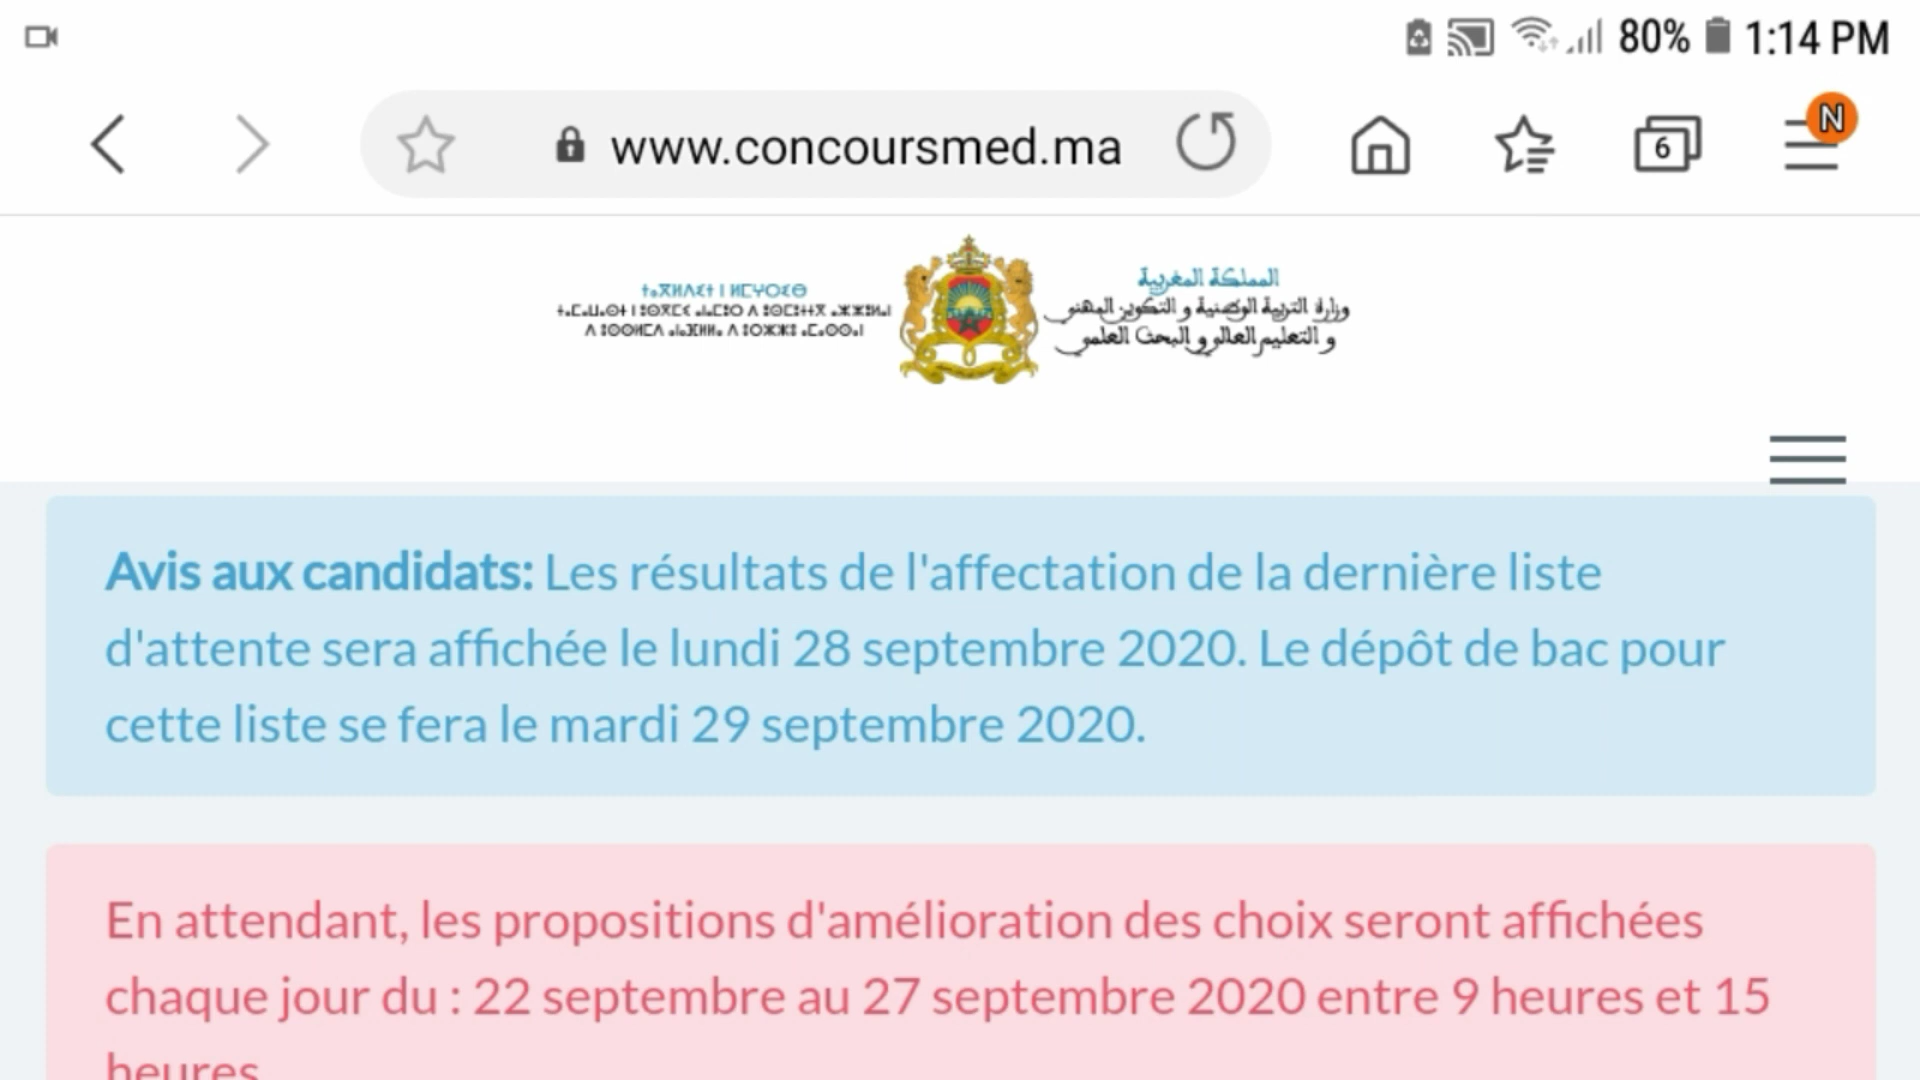 80% 1:14 PM
www.concoursmed.ma
6
N
المملكة المغربية
وزارة التربية الوطنية و التكوين المهني
و التعليم العالي و البحث العلمي
ⵜⴰⴳⵍⴷⵉⵜ ⵏ ⵍⵎⵖⵔⵉⴱ
Avis aux candidats: Les résultats de l'affectation de la dernière liste
d'attente sera affichée le lundi 28 septembre 2020. Le dépôt de bac pour
cette liste se fera le mardi 29 septembre 2020.
En attendant, les propositions d'amélioration des choix seront affichées
chaque jour du : 22 septembre au 27 septembre 2020 entre 9 heures et 15
heures